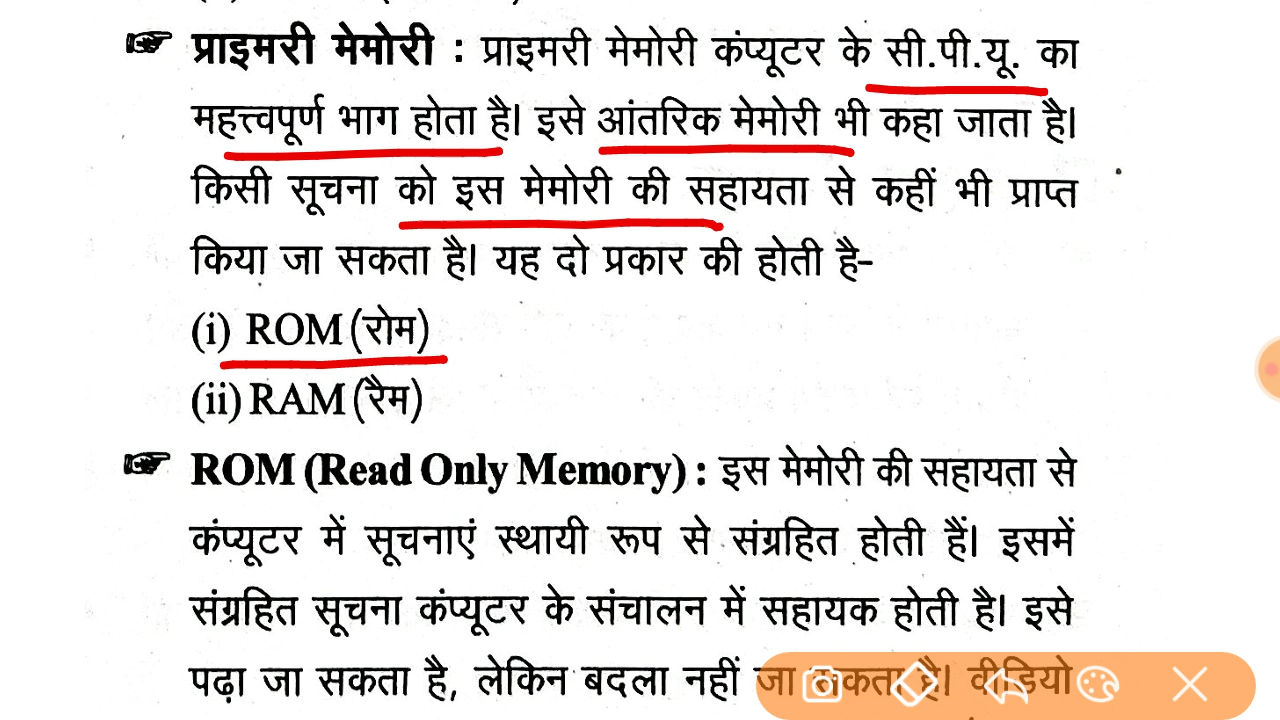 प्राइमरी मेमोरी : प्राइमरी मेमोरी कंप्यूटर के सी.पी.यू. का
महत्त्वपूर्ण भाग होता है। इसे आंतरिक मेमोरी भी कहा जाता है।
किसी सूचना को इस मेमोरी की सहायता से कहीं भी प्राप्त
किया जा सकता है। यह दो प्रकार की होती है-
(i) ROM (रोम)
(ii) RAM (रैम)
ROM (Read Only Memory) : इस मेमोरी की सहायता से
कंप्यूटर में सूचनाएं स्थायी रूप से संग्रहित होती हैं। इसमें
संग्रहित सूचना कंप्यूटर के संचालन में सहायक होती है। इसे
पढ़ा जा सकता है, लेकिन बदला नहीं जा सकता है। वीडियो